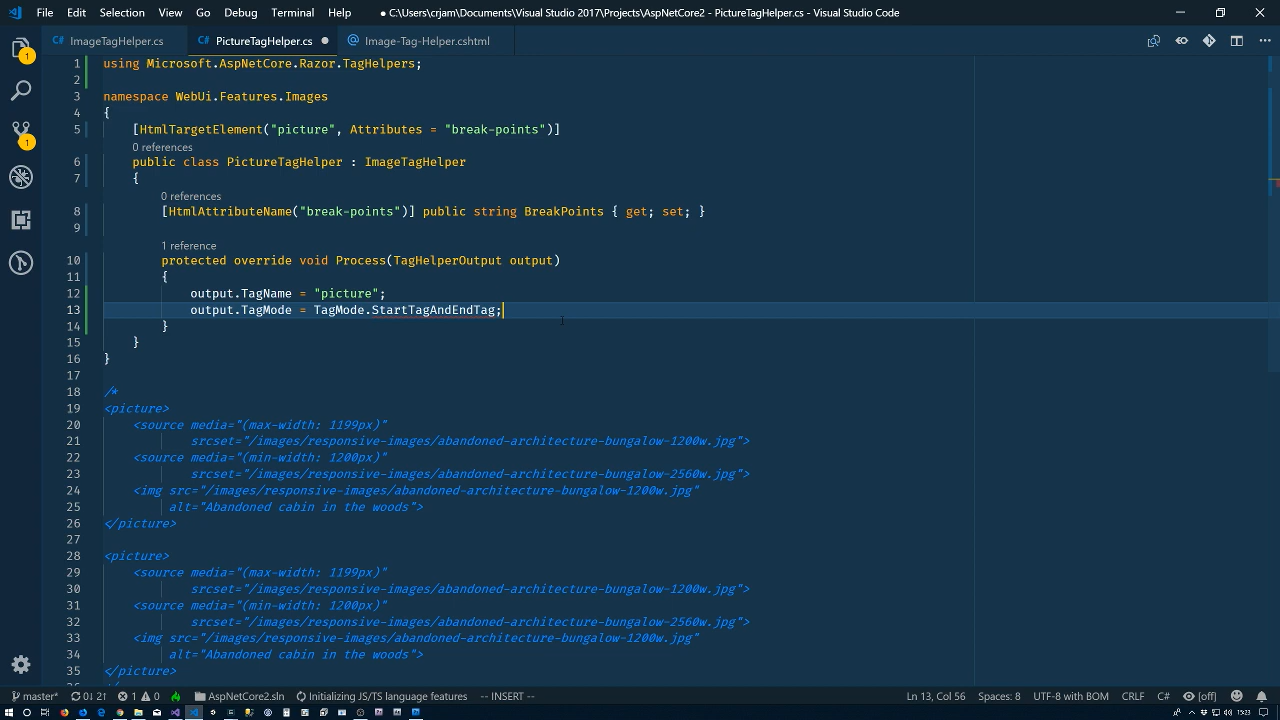 File Edit Selection View Go Debug Terminal Help ● C:\Users\crjam\Documents\Visual Studio 2017\Projects\AspNetCore2 - PictureTagHelper.cs - Visual Studio Code
C# ImageTagHelper.cs C# PictureTagHelper.cs ● @ Image-Tag-Helper.cshtml
1 using Microsoft.AspNetCore.Razor.TagHelpers;
2
3 namespace WebUi.Features.Images
4 {
5 [HtmlTargetElement("picture", Attributes = "break-points")]
0 references
6 public class PictureTagHelper : ImageTagHelper
7 {
0 references
8 [HtmlAttributeName("break-points")] public string BreakPoints { get; set; }
9
1 reference
10 protected override void Process(TagHelperOutput output)
11 {
12 output.TagName = "picture";
13 output.TagMode = TagMode.StartTagAndEndTag;
14 }
15 }
16 }
17
18 /*
19 <picture>
20 <source media="(max-width: 1199px)"
21 srcset="/images/responsive-images/abandoned-architecture-bungalow-1200w.jpg">
22 <source media="(min-width: 1200px)"
23 srcset="/images/responsive-images/abandoned-architecture-bungalow-2560w.jpg">
24 <img src="/images/responsive-images/abandoned-architecture-bungalow-1200w.jpg"
25 alt="Abandoned cabin in the woods">
26 </picture>
27
28 <picture>
29 <source media="(max-width: 1199px)"
30 srcset="/images/responsive-images/abandoned-architecture-bungalow-1200w.jpg">
31 <source media="(min-width: 1200px)"
32 srcset="/images/responsive-images/abandoned-architecture-bungalow-2560w.jpg">
33 <img src="/images/responsive-images/abandoned-architecture-bungalow-1200w.jpg"
34 alt="Abandoned cabin in the woods">
35 </picture>
master* 0↓ 2↑ 1 0 AspNetCore2.sln Initializing JS/TS language features -- INSERT -- Ln 13, Col 56 Spaces: 8 UTF-8 with BOM CRLF C# [off]
15:23